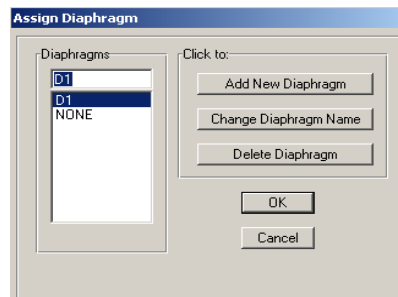 Assign Diaphragm
Diaphragms
D1
D1
NONE
Click to:
Add New Diaphragm
Change Diaphragm Name
Delete Diaphragm
OK
Cancel